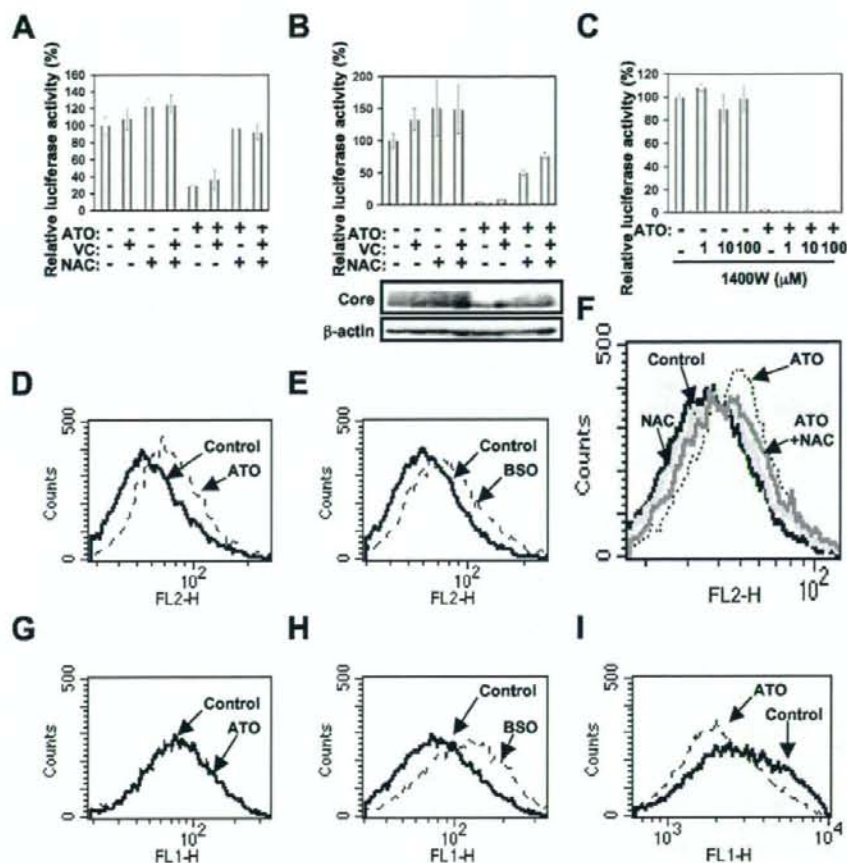 A
Relative luciferase activity (%)
160
140
120
100
80
60
40
20
0
ATO: - - - - + + + +
VC: - + - + - + - +
NAC: - - + + - - + +
B
Relative luciferase activity (%)
200
150
100
50
0
ATO: - - - - + + + +
VC: - + - + - + - +
NAC: - - + + - - + +
Core
β-actin
C
Relative luciferase activity (%)
120
100
80
60
40
20
0
ATO: - - - - + + + +
- 1 10 100 - 1 10 100
1400W (μM)
D
500
Counts
0
Control
ATO
10²
FL2-H
E
500
Counts
0
Control
BSO
10²
FL2-H
F
500
Counts
0
Control
ATO
NAC
ATO
+NAC
FL2-H
10²
G
500
Counts
0
Control
ATO
10²
FL1-H
H
500
Counts
0
Control
BSO
10²
FL1-H
I
500
Counts
0
ATO
Control
10³
10⁴
FL1-H